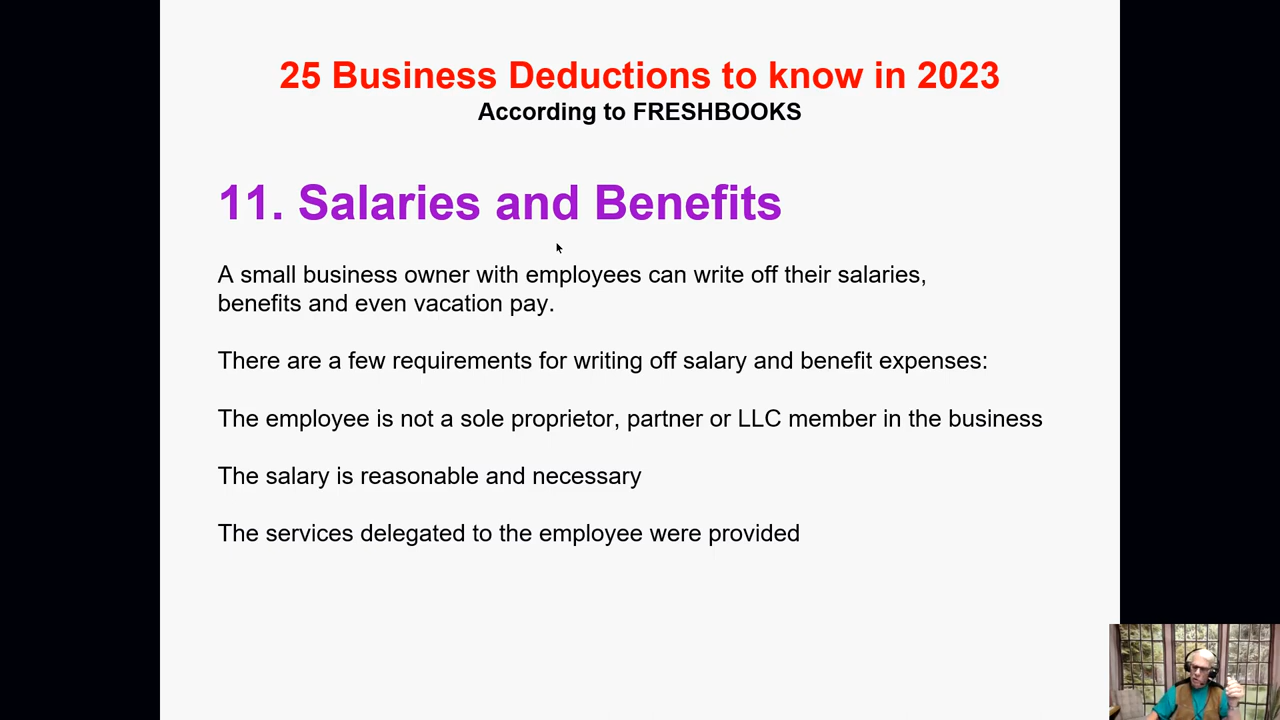 25 Business Deductions to know in 2023
According to FRESHBOOKS
11. Salaries and Benefits
A small business owner with employees can write off their salaries,
benefits and even vacation pay.
There are a few requirements for writing off salary and benefit expenses:
The employee is not a sole proprietor, partner or LLC member in the business
The salary is reasonable and necessary
The services delegated to the employee were provided